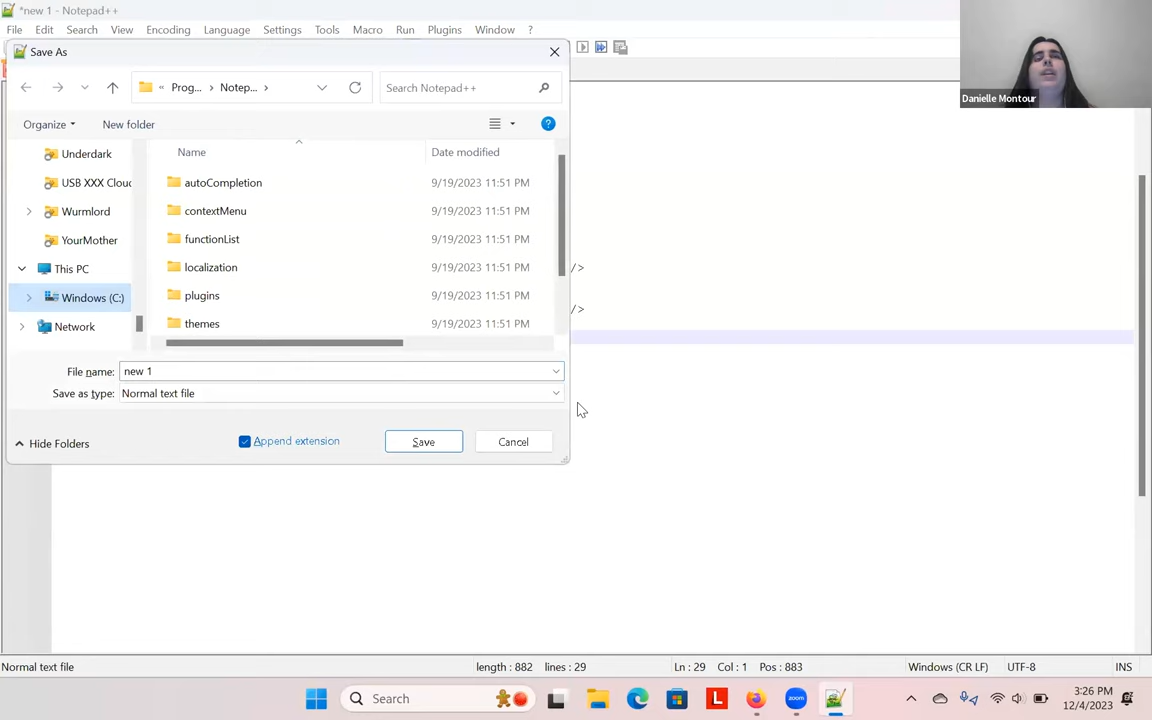 *new 1 - Notepad++
File Edit Search View Encoding Language Settings Tools Macro Run Plugins Window ?
Save As
« Prog... › Notep... ›
Search Notepad++
Organize
New folder
Name
Date modified
Underdark
USB XXX Clou
Wurmlord
YourMother
This PC
Windows (C:)
Network
autoCompletion 9/19/2023 11:51 PM
contextMenu 9/19/2023 11:51 PM
functionList 9/19/2023 11:51 PM
localization 9/19/2023 11:51 PM
plugins 9/19/2023 11:51 PM
themes 9/19/2023 11:51 PM
/>
/>
File name: new 1
Save as type: Normal text file
Hide Folders
Append extension
Save
Cancel
Danielle Montour
Normal text file length : 882 lines : 29 Ln : 29 Col : 1 Pos : 883 Windows (CR LF) UTF-8 INS
Search
L
zoom
3:26 PM
12/4/2023